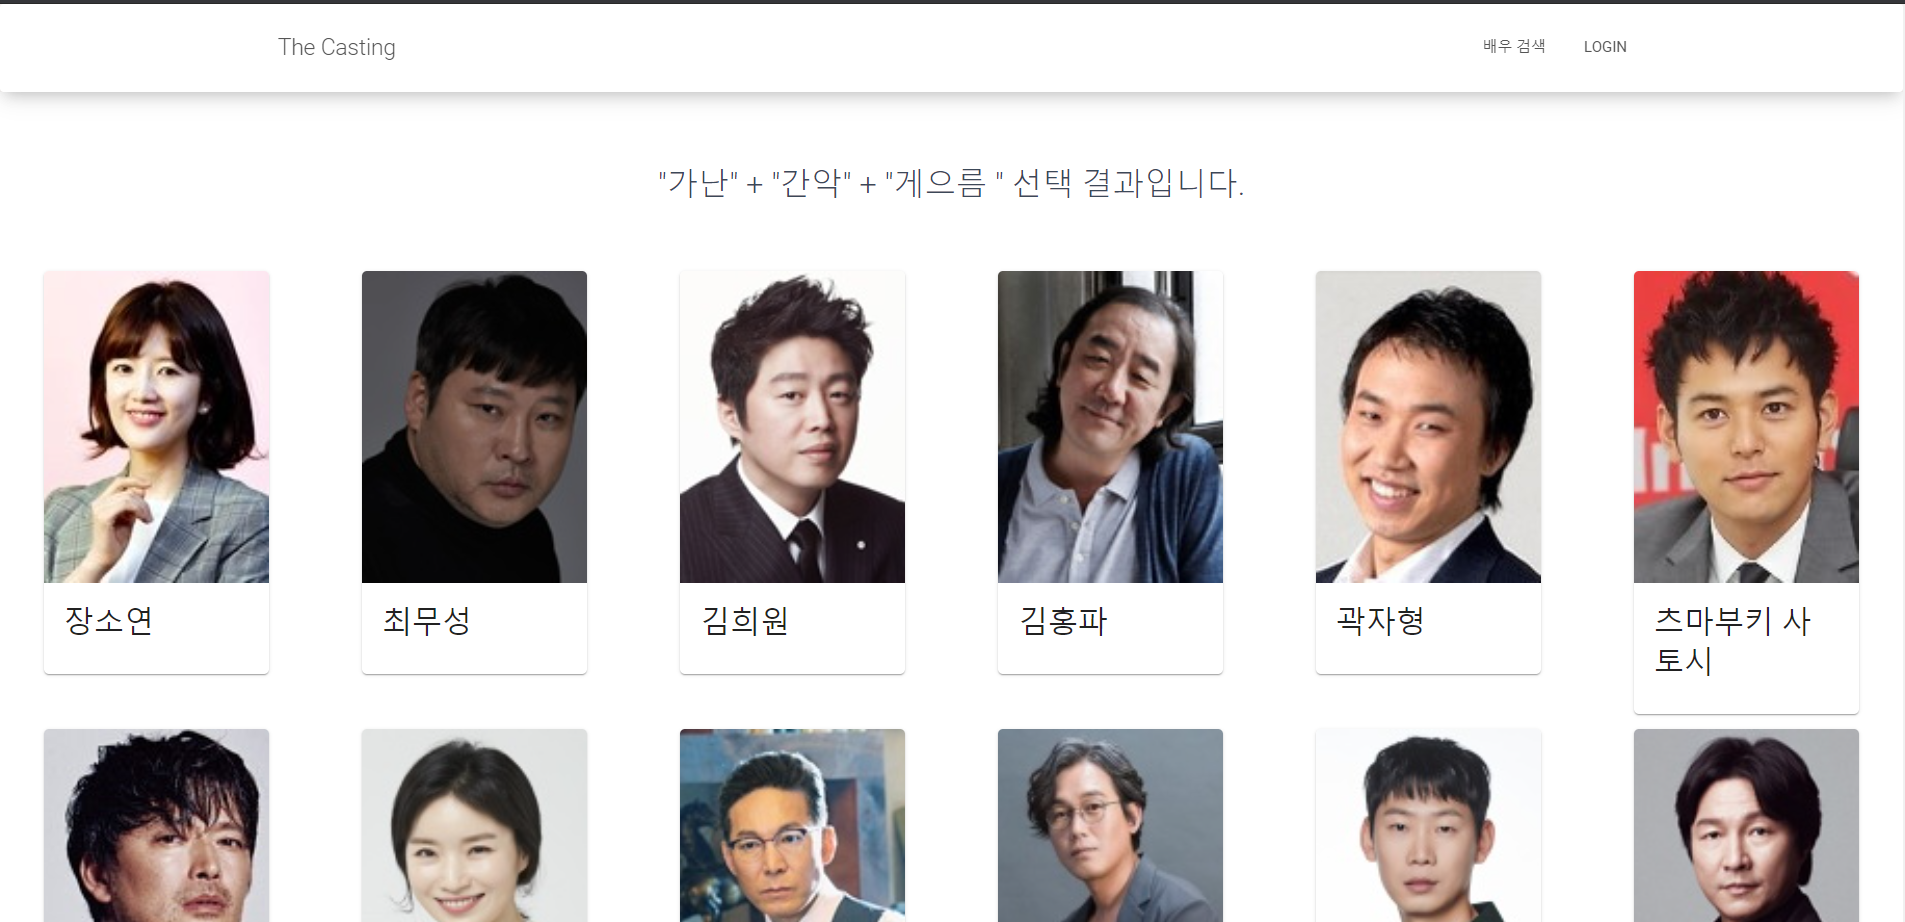 The Casting
배우 검색
LOGIN
"가난" + "간악" + "게으름 " 선택 결과입니다.
장소연
최무성
김희원
김홍파
곽자형
츠마부키 사
토시